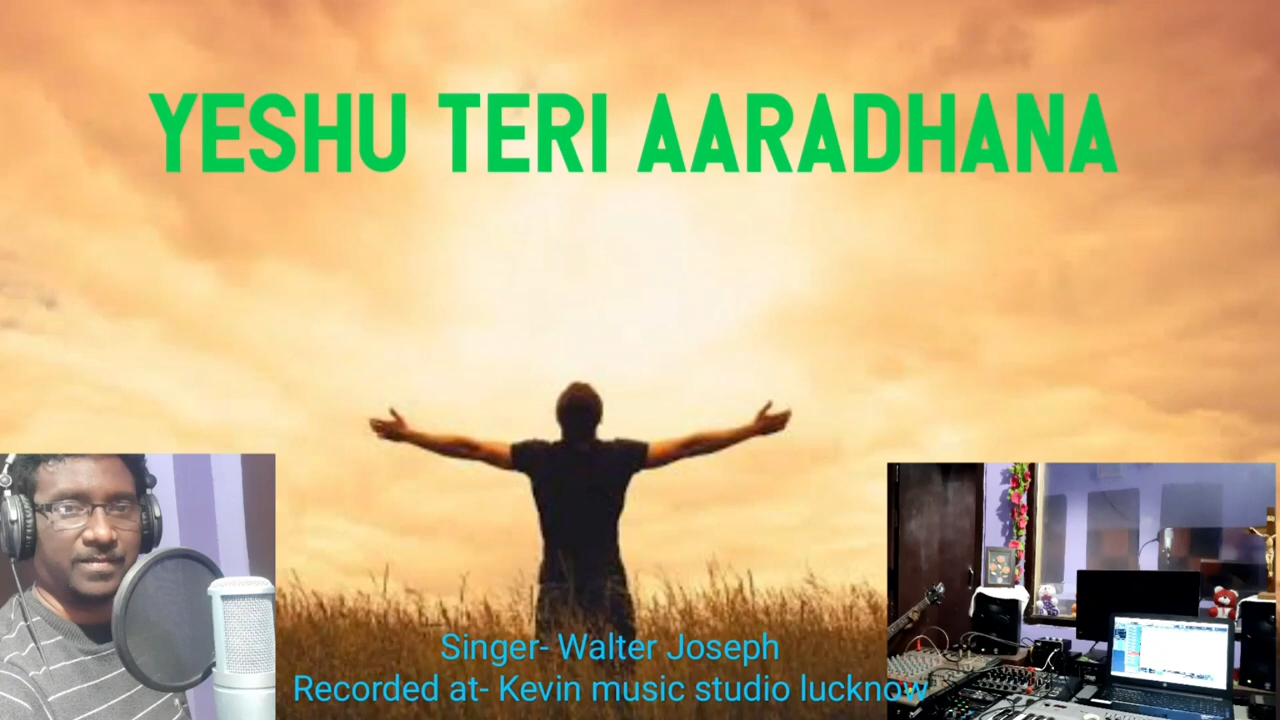 YESHU TERI AARADHANA
Singer- Walter Joseph
Recorded at- Kevin music studio lucknow